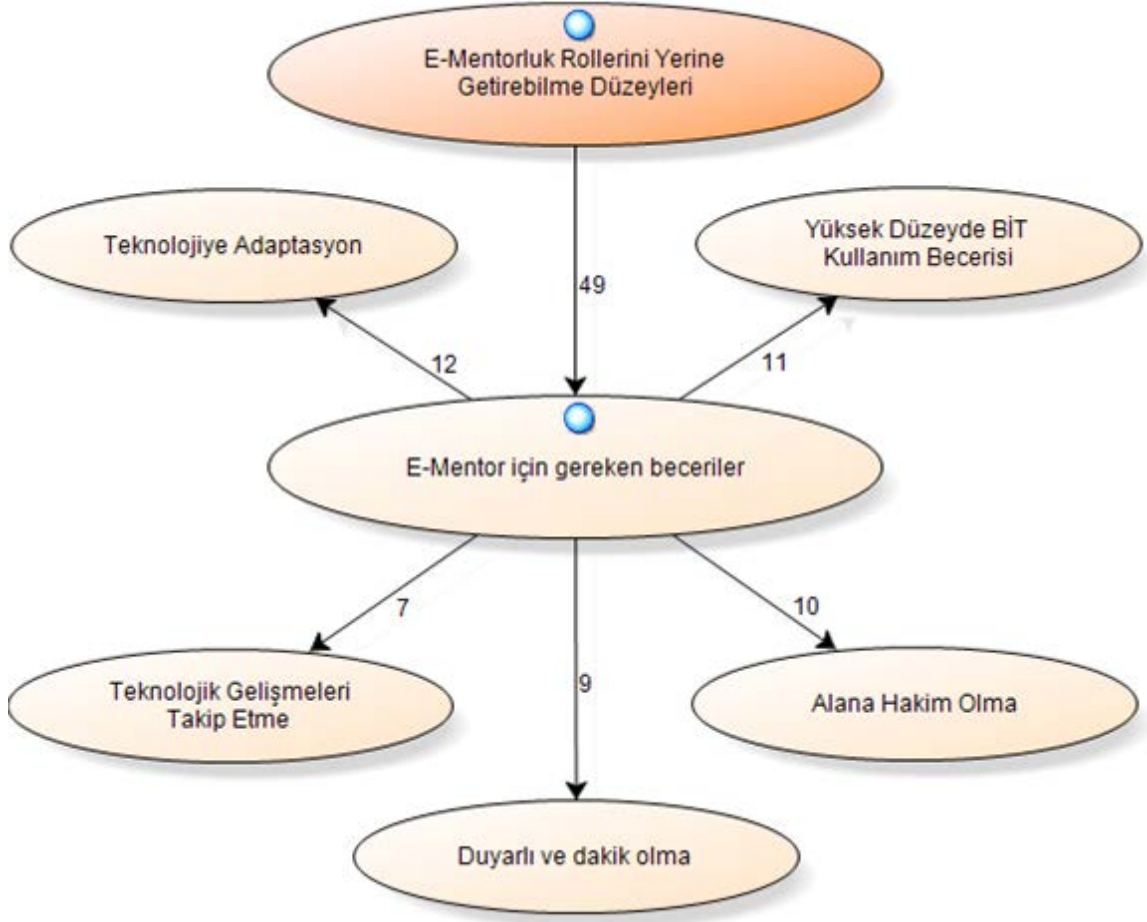 E-Mentorluk Rollerini Yerine
Getirebilme Düzeyleri
Teknolojiye Adaptasyon
Yüksek Düzeyde BİT
Kullanım Becerisi
49
12
11
E-Mentor için gereken beceriler
7
9
10
Teknolojik Gelişmeleri
Takip Etme
Alana Hakim Olma
Duyarlı ve dakik olma